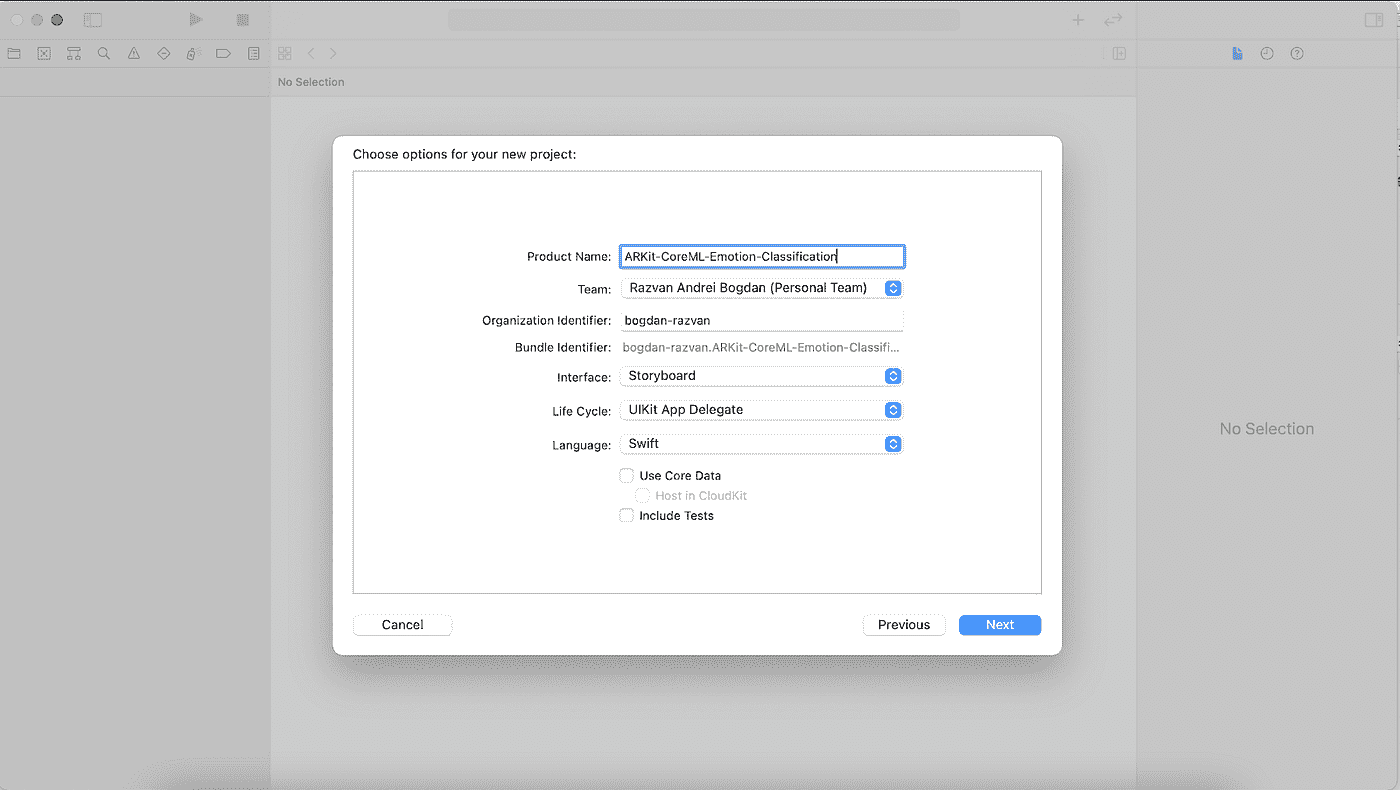 No Selection
Choose options for your new project:
Product Name: ARKit-CoreML-Emotion-Classification
Team: Razvan Andrei Bogdan (Personal Team)
Organization Identifier: bogdan-razvan
Bundle Identifier: bogdan-razvan.ARKit-CoreML-Emotion-Classifi...
Interface: Storyboard
Life Cycle: UIKit App Delegate
Language: Swift
Use Core Data
Host in CloudKit
Include Tests
Cancel Previous Next
No Selection